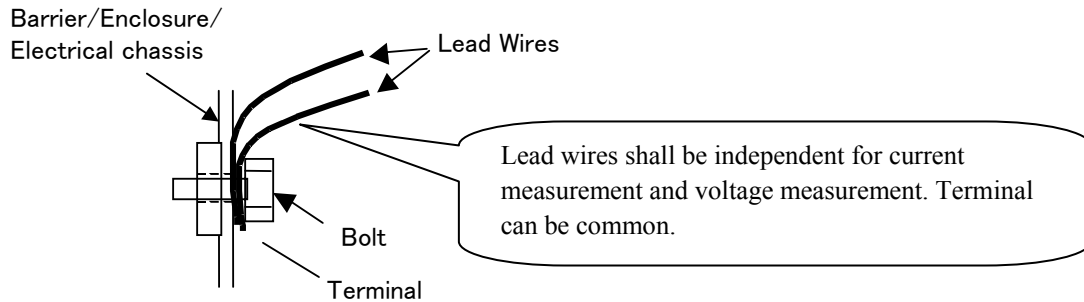 Barrier/Enclosure/
Electrical chassis
Lead Wires
Lead wires shall be independent for current
measurement and voltage measurement. Terminal
can be common.
Bolt
Terminal